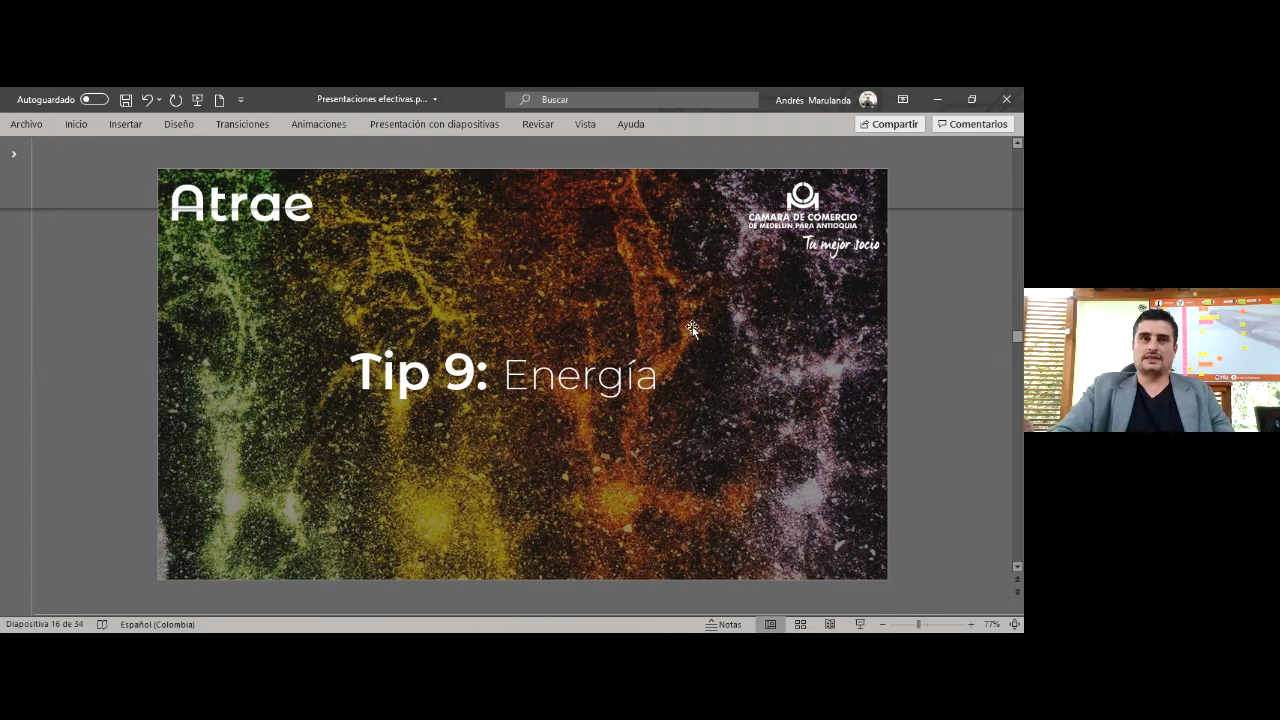 Autoguardado
Presentaciones efectivas.p...
Buscar
Andrés Marulanda
Archivo
Inicio
Insertar
Diseño
Transiciones
Animaciones
Presentación con diapositivas
Revisar
Vista
Ayuda
Compartir
Comentarios
Atrae
CAMARA DE COMERCIO
DE MEDELLIN PARA ANTIOQUIA
Tu mejor socio
Tip 9: Energía
Diapositiva 16 de 34
Español (Colombia)
Notas
77%